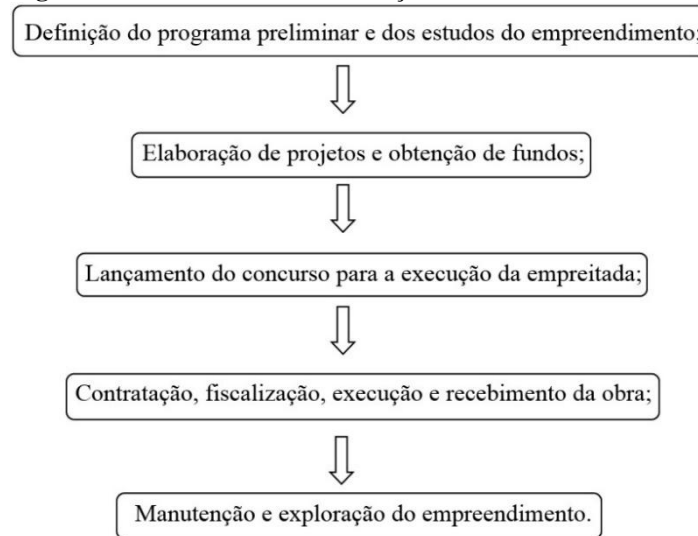 Definição do programa preliminar e dos estudos do empreendimento;
Elaboração de projetos e obtenção de fundos;
Lançamento do concurso para a execução da empreitada;
Contratação, fiscalização, execução e recebimento da obra;
Manutenção e exploração do empreendimento.